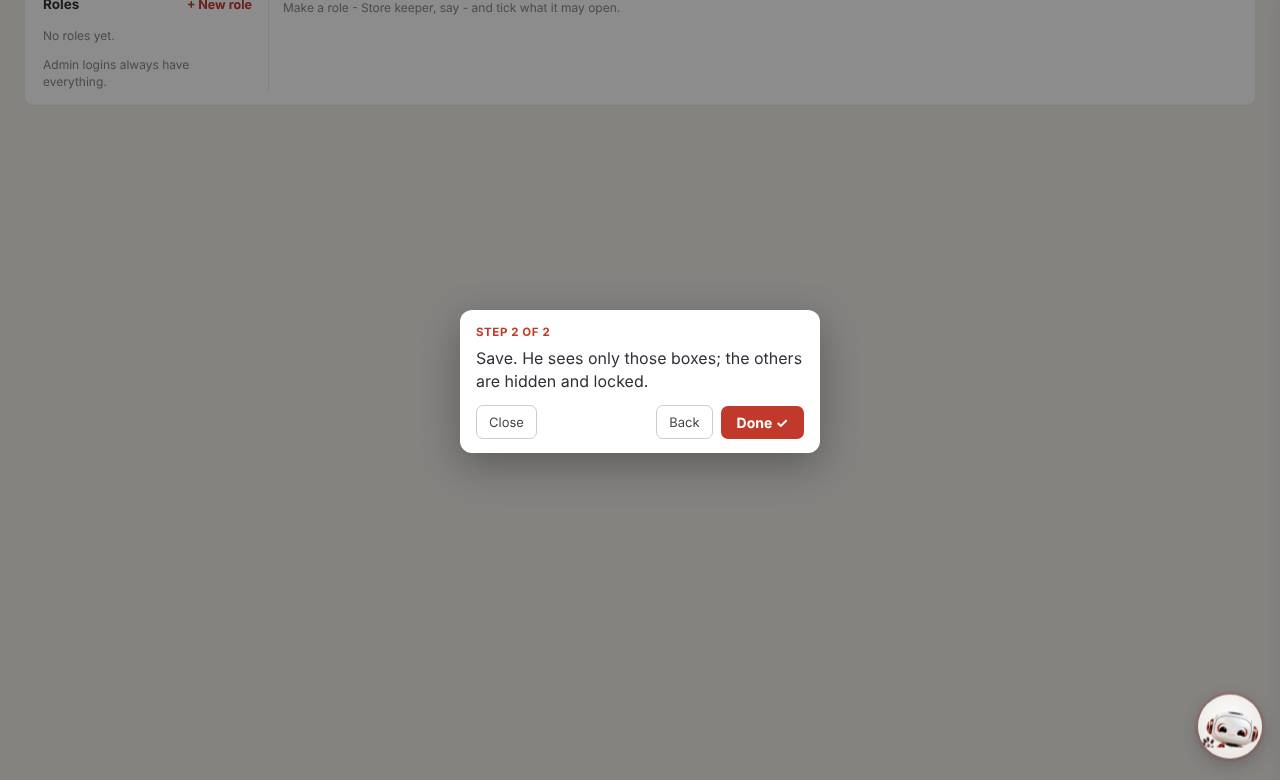 Roles
+ New role
Make a role - Store keeper, say - and tick what it may open.
No roles yet.
Admin logins always have
everything.
STEP 2 OF 2
Save. He sees only those boxes; the others
are hidden and locked.
Close
Back
Done ✓